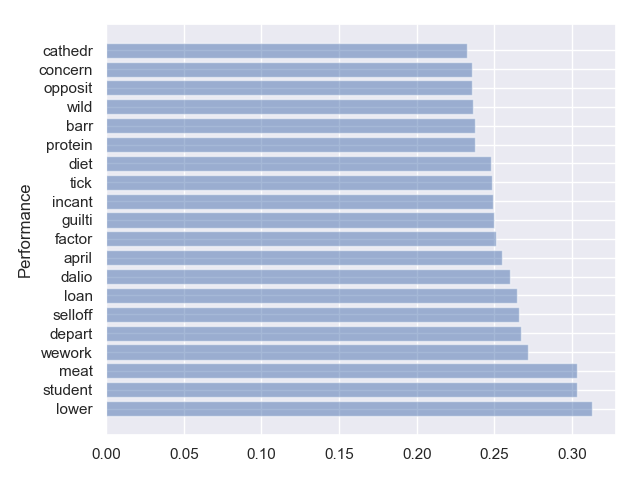 cathedr
concern
opposit
wild
barr
protein
diet
tick
incant
guilti
factor
april
dalio
loan
selloff
depart
wework
meat
student
lower
Performance
0.00 0.05 0.10 0.15 0.20 0.25 0.30